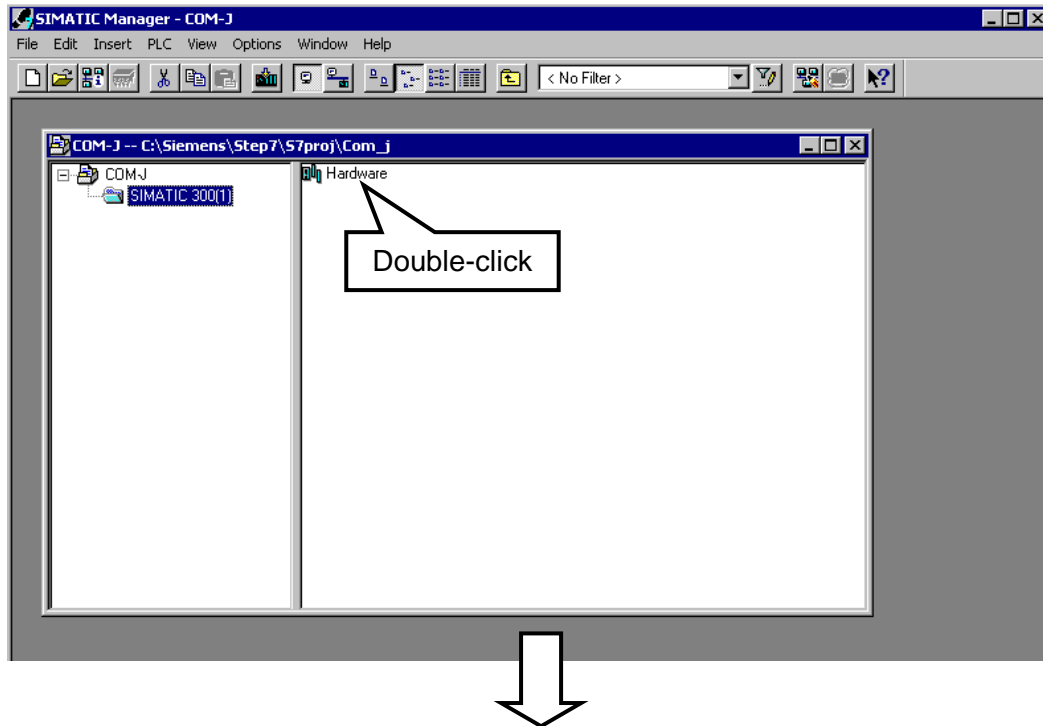 SIMATIC Manager - COM-J
File Edit Insert PLC View Options Window Help
< No Filter >
COM-J -- C:\Siemens\Step7\S7proj\Com_j
COM-J
Hardware
SIMATIC 300(1)
Double-click